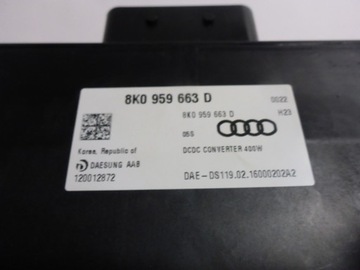 8K0 959 663 D
8K0 959 663 D 0022
05S H23
Korea, Republic of
DAESUNG AAB
DCDC CONVERTER 400W
120012872
DAE-DS119.02.16000202A2